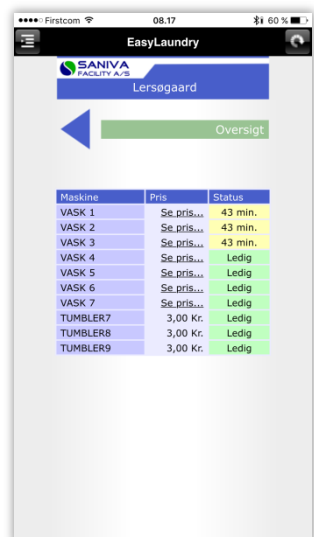 Firstcom 08.17 60 %
EasyLaundry
SANIVA
FACILITY A/S
Lersøgaard
Oversigt
Maskine Pris Status
VASK 1 Se pris... 43 min.
VASK 2 Se pris... 43 min.
VASK 3 Se pris... 43 min.
VASK 4 Se pris... Ledig
VASK 5 Se pris... Ledig
VASK 6 Se pris... Ledig
VASK 7 Se pris... Ledig
TUMBLER7 3,00 Kr. Ledig
TUMBLER8 3,00 Kr. Ledig
TUMBLER9 3,00 Kr. Ledig